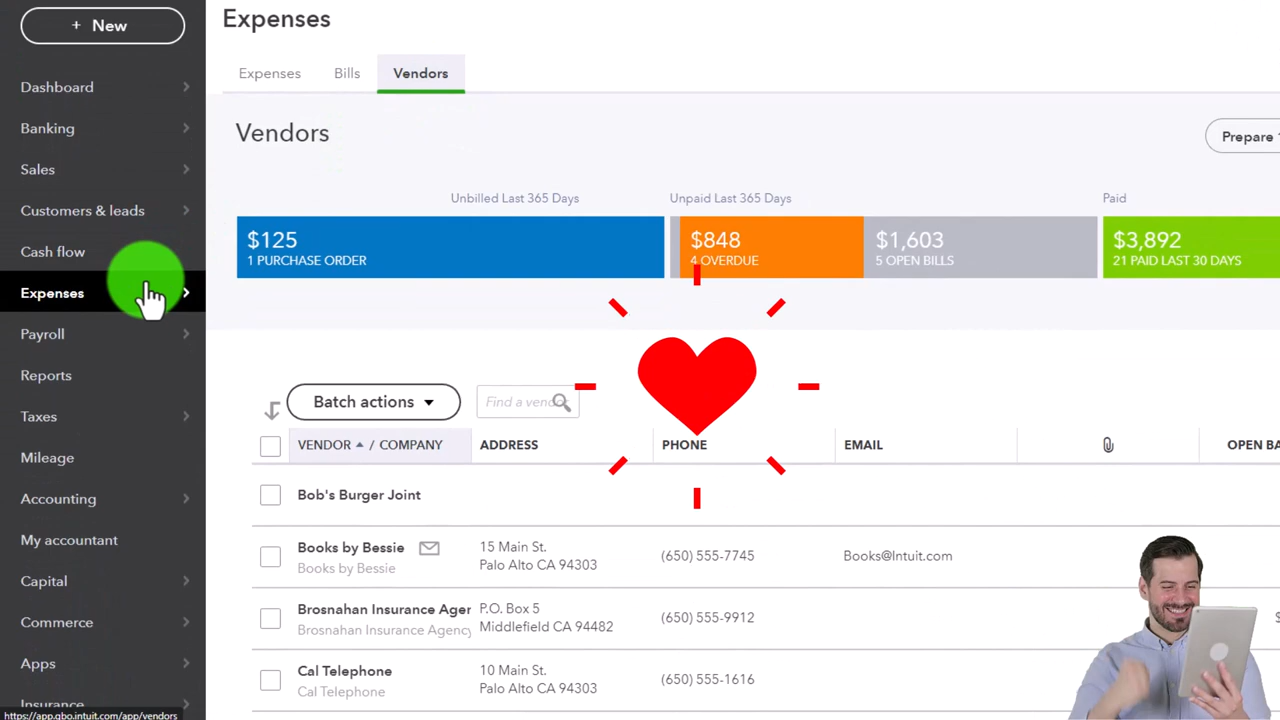 + New
Dashboard
Banking
Sales
Customers & leads
Cash flow
Expenses
Payroll
Reports
Taxes
Mileage
Accounting
My accountant
Capital
Commerce
Apps
Insurance
https://app.qbo.intuit.com/app/vendors
Expenses
Expenses Bills Vendors
Vendors
Prepare 1
Unbilled Last 365 Days Unpaid Last 365 Days Paid
$125 $848 $1,603 $3,892
1 PURCHASE ORDER 4 OVERDUE 5 OPEN BILLS 21 PAID LAST 30 DAYS
Batch actions Find a vendor
VENDOR / COMPANY ADDRESS PHONE EMAIL OPEN BA
Bob's Burger Joint
Books by Bessie 15 Main St. (650) 555-7745 Books@Intuit.com
Books by Bessie Palo Alto CA 94303
Brosnahan Insurance Ager P.O. Box 5 (650) 555-9912 $
Brosnahan Insurance Agency Middlefield CA 94482
Cal Telephone 10 Main St. (650) 555-1616
Cal Telephone Palo Alto CA 94303